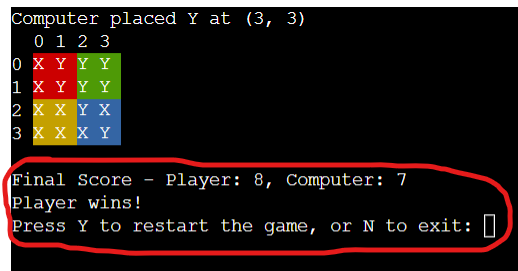 Computer placed Y at (3, 3)
0 1 2 3
0 X Y Y Y
1 X Y Y Y
2 X X Y X
3 X X X Y
Final Score - Player: 8, Computer: 7
Player wins!
Press Y to restart the game, or N to exit: